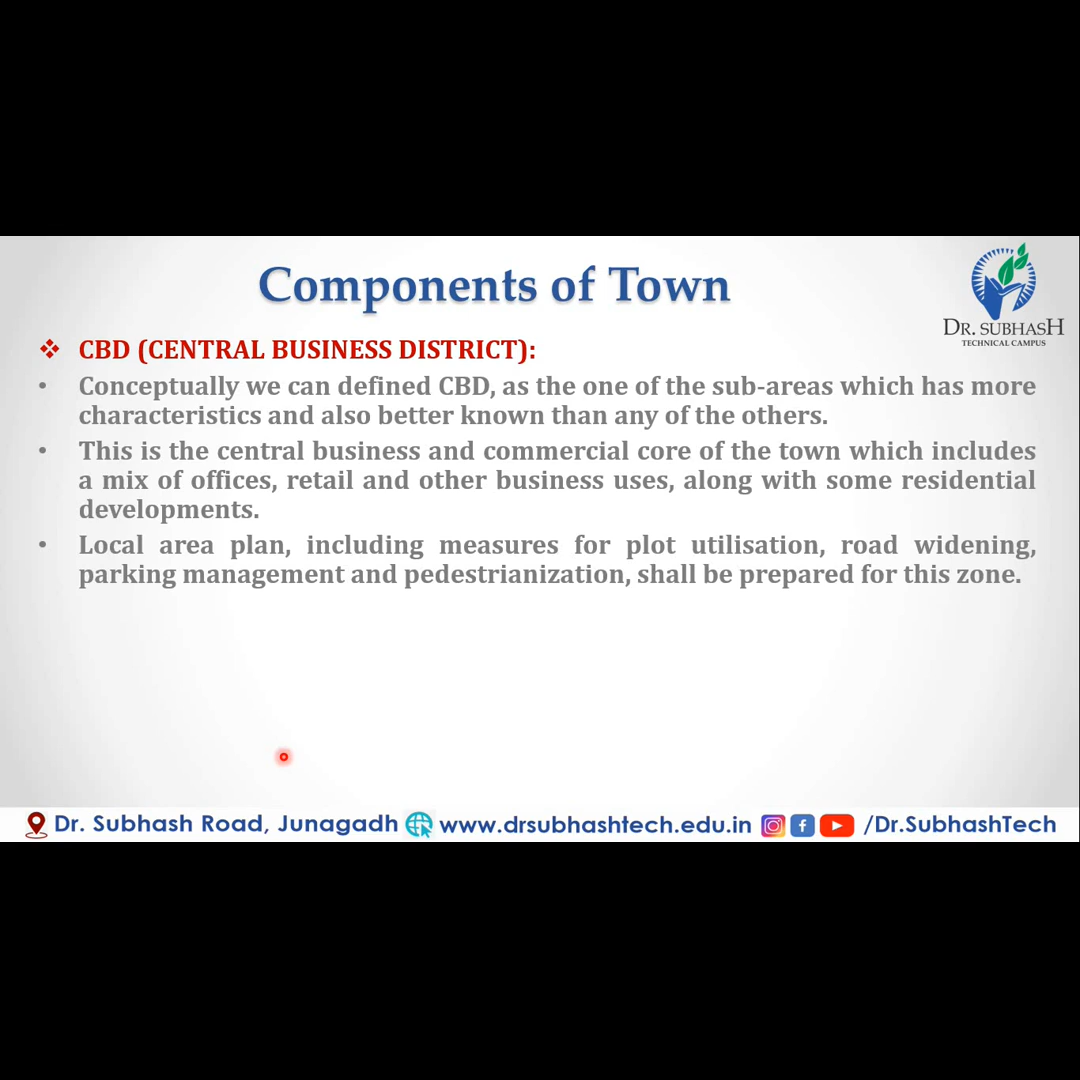 Components of Town
DR. SUBHASH
TECHNICAL CAMPUS
❖ CBD (CENTRAL BUSINESS DISTRICT):
• Conceptually we can defined CBD, as the one of the sub-areas which has more
characteristics and also better known than any of the others.
• This is the central business and commercial core of the town which includes
a mix of offices, retail and other business uses, along with some residential
developments.
• Local area plan, including measures for plot utilisation, road widening,
parking management and pedestrianization, shall be prepared for this zone.
Dr. Subhash Road, Junagadh www.drsubhashtech.edu.in /Dr.SubhashTech